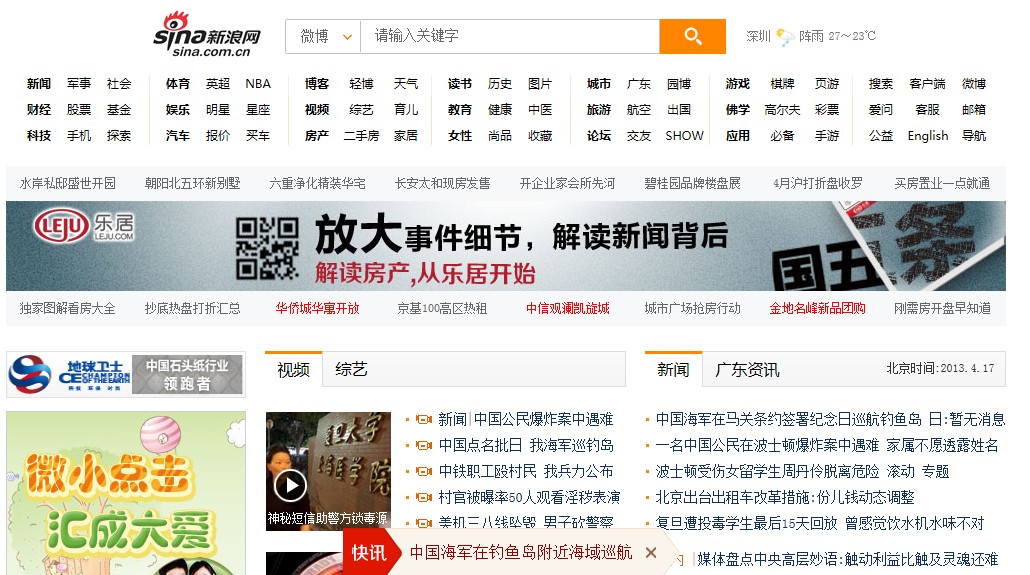 sina新浪网
sina.com.cn
微博 请输入关键字
深圳 阵雨 27～23℃
新闻 军事 社会 体育 英超 NBA 博客 轻博 天气 读书 历史 图片 城市 广东 园博 游戏 棋牌 页游 搜索 客户端 微博
财经 股票 基金 娱乐 明星 星座 视频 综艺 育儿 教育 健康 中医 旅游 航空 出国 佛学 高尔夫 彩票 爱问 客服 邮箱
科技 手机 探索 汽车 报价 买车 房产 二手房 家居 女性 尚品 收藏 论坛 交友 SHOW 应用 必备 手游 公益 English 导航
水岸私邸盛世开园 朝阳北五环新别墅 六重净化精装华宅 长安太和现房发售 开企业家会所先河 碧桂园品牌楼盘展 4月沪打折盘收罗 买房置业一点就通
LEJU 乐居
LEJU.COM
放大事件细节，解读新闻背后
解读房产,从乐居开始
国五条
独家图解看房大全 抄底热盘打折汇总 华侨城华寓开放 京基100高区热租 中信观澜凯旋城 城市广场抢房行动 金地名峰新品团购 刚需房开盘早知道
地球卫士
CHAMPIONS
OF THE EARTH
科技 环保 时尚
中国石头纸行业
领跑者
微小点击
汇成大爱
视频 综艺
复旦大学
医学院
神秘短信助警方锁毒源
新闻|中国公民爆炸案中遇难
中国点名批日 我海军巡钓岛
中铁职工殴村民 我兵力公布
村官被曝率50人观看淫秽表演
美机三八线坠毁 男子砍警察
新闻 广东资讯 北京时间:2013.4.17
中国海军在马关条约签署纪念日巡航钓鱼岛 日:暂无消息
一名中国公民在波士顿爆炸案中遇难 家属不愿透露姓名
波士顿受伤女留学生周丹伶脱离危险 滚动 专题
北京出台出租车改革措施:份儿钱动态调整
复旦遭投毒学生最后15天回放 曾感觉饮水机水味不对
|媒体盘点中央高层妙语:触动利益比触及灵魂还难
快讯 中国海军在钓鱼岛附近海域巡航 ×